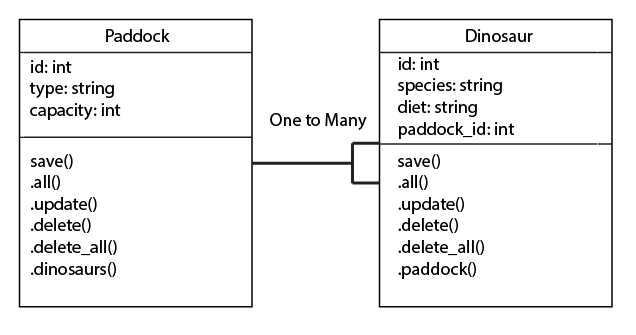 Paddock
id: int
type: string
capacity: int
save()
.all()
.update()
.delete()
.delete_all()
.dinosaurs()
One to Many
Dinosaur
id: int
species: string
diet: string
paddock_id: int
save()
.all()
.update()
.delete()
.delete_all()
.paddock()